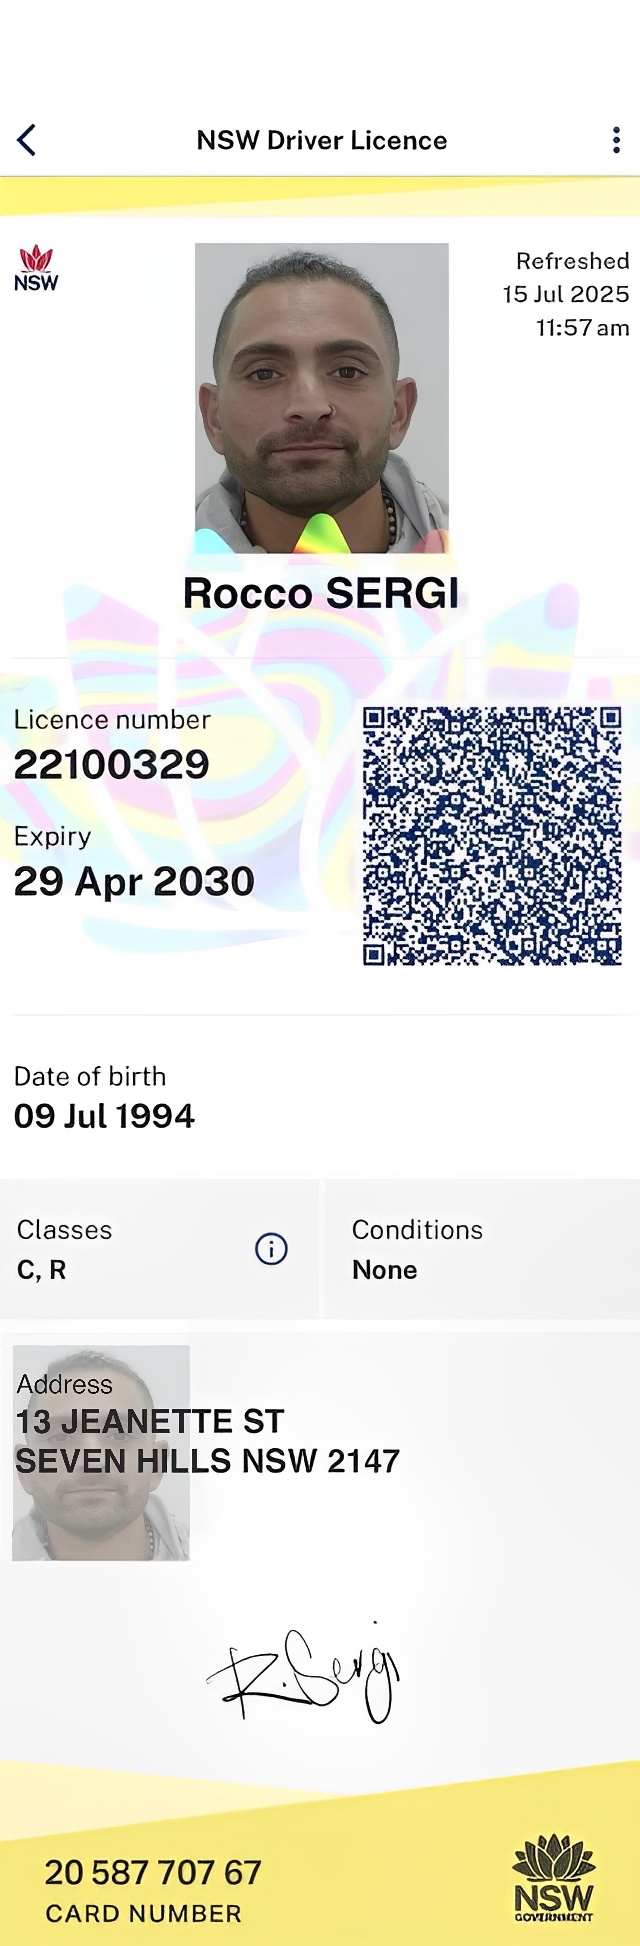 NSW Driver Licence
NSW
Refreshed
15 Jul 2025
11:57 am
Rocco SERGI
Licence number
22100329
Expiry
29 Apr 2030
Date of birth
09 Jul 1994
Classes
C, R
Conditions
None
Address
13 JEANETTE ST
SEVEN HILLS NSW 2147
R. Sergi
20 587 707 67
CARD NUMBER
NSW
GOVERNMENT